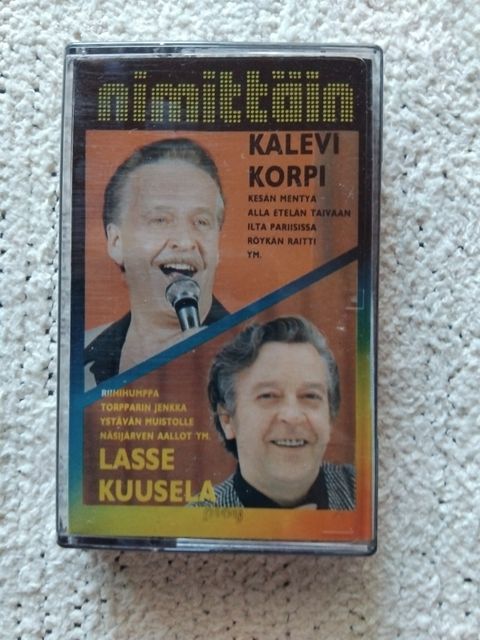 nimittäin
KALEVI
KORPI
KESÄN MENTYÄ
ALLA ETELÄN TAIVAAN
ILTA PARIISISSA
RÖYKÄN RAITTI
YM.
RIIHIHUMPPA
TORPPARIN JENKKA
YSTÄVÄN MUISTOLLE
NÄSIJÄRVEN AALLOT YM.
LASSE
KUUSELA